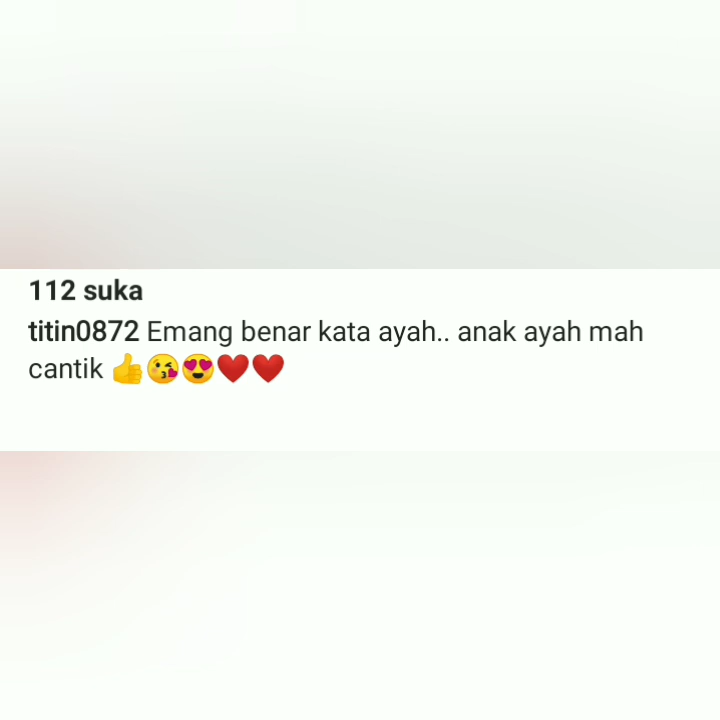 112 suka
titin0872 Emang benar kata ayah.. anak ayah mah
cantik 👍😘😍❤️❤️